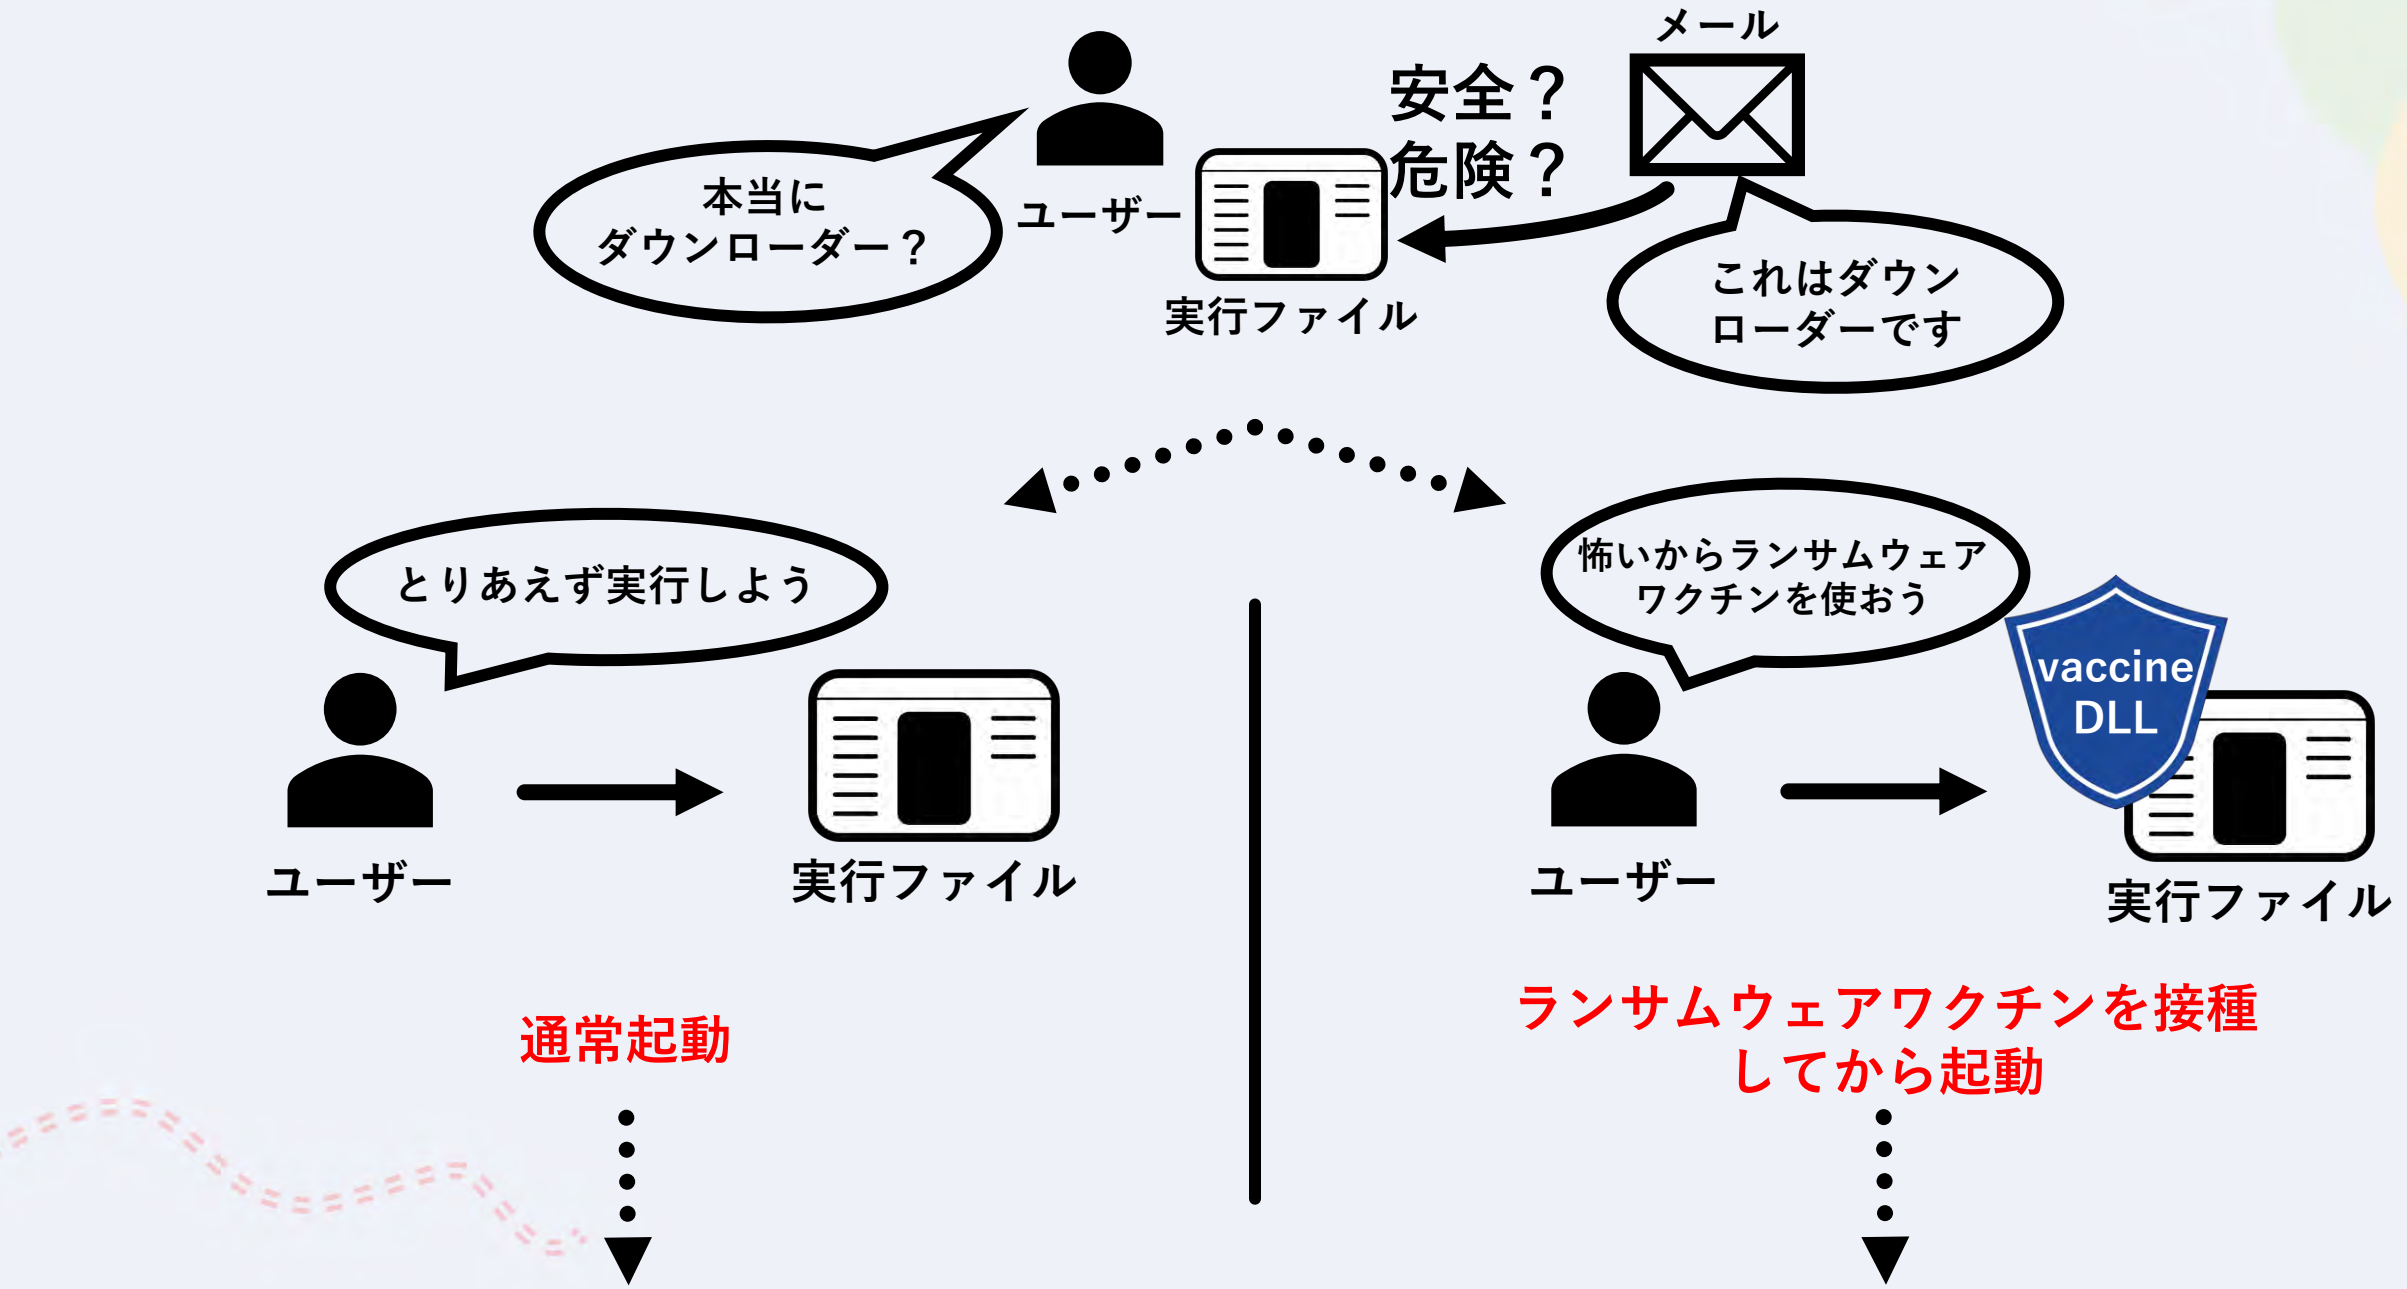 メール
安全？
危険？
本当に
ダウンローダー？
ユーザー
実行ファイル
これはダウン
ローダーです
とりあえず実行しよう
ユーザー
実行ファイル
通常起動
怖いからランサムウェア
ワクチンを使おう
vaccine
DLL
ユーザー
実行ファイル
ランサムウェアワクチンを接種
してから起動